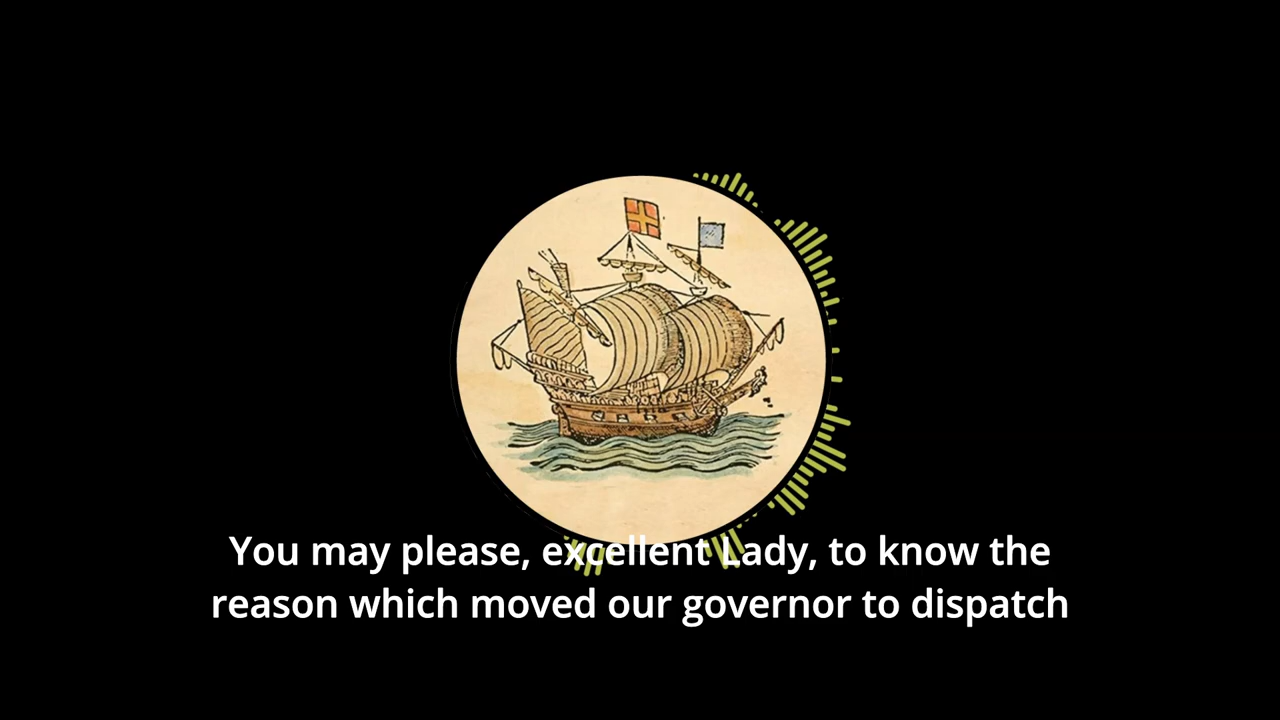 You may please, excellent Lady, to know the
reason which moved our governor to dispatch